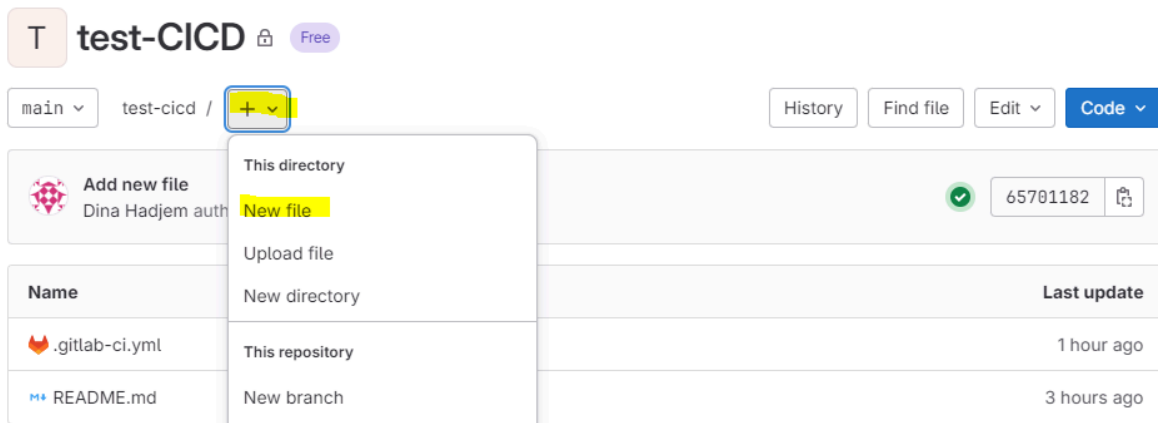 T test-CICD Free
main test-cicd / + History Find file Edit Code
This directory
Add new file
Dina Hadjem auth New file 65701182
Upload file
New directory
Name Last update
.gitlab-ci.yml 1 hour ago
This repository
README.md New branch 3 hours ago